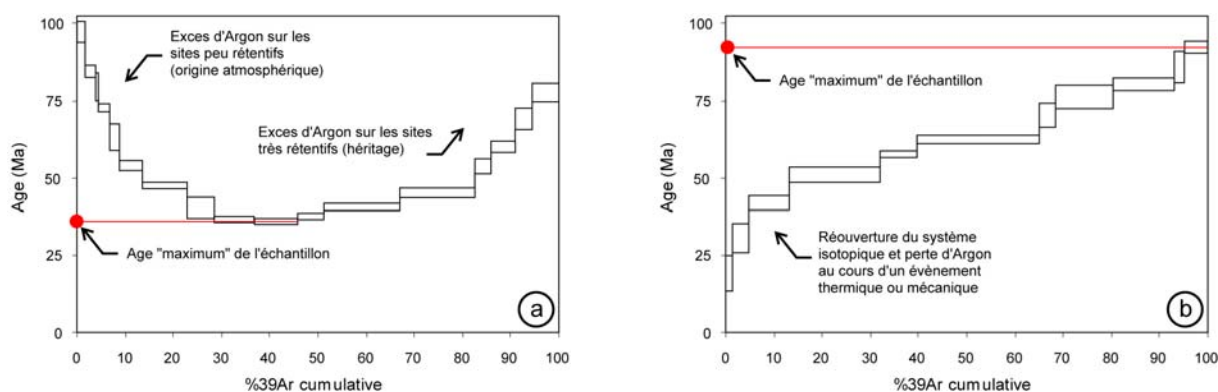 100
75
50
25
0
Age (Ma)
Exces d'Argon sur les
sites peu rétentifs
(origine atmosphérique)
Exces d'Argon sur les sites
très rétentifs (héritage)
Age "maximum" de l'échantillon
a
0 10 20 30 40 50 60 70 80 90 100
%39Ar cumulative
100
75
50
25
0
Age (Ma)
Age "maximum" de l'échantillon
Réouverture du système
isotopique et perte d'Argon
au cours d'un évènement
thermique ou mécanique
b
0 10 20 30 40 50 60 70 80 90 100
%39Ar cumulative